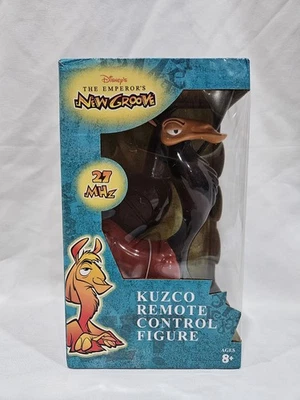 Disney's
THE EMPEROR'S
NEW GROOVE
27
MHz
KUZCO
REMOTE
CONTROL
FIGURE
AGES
8+